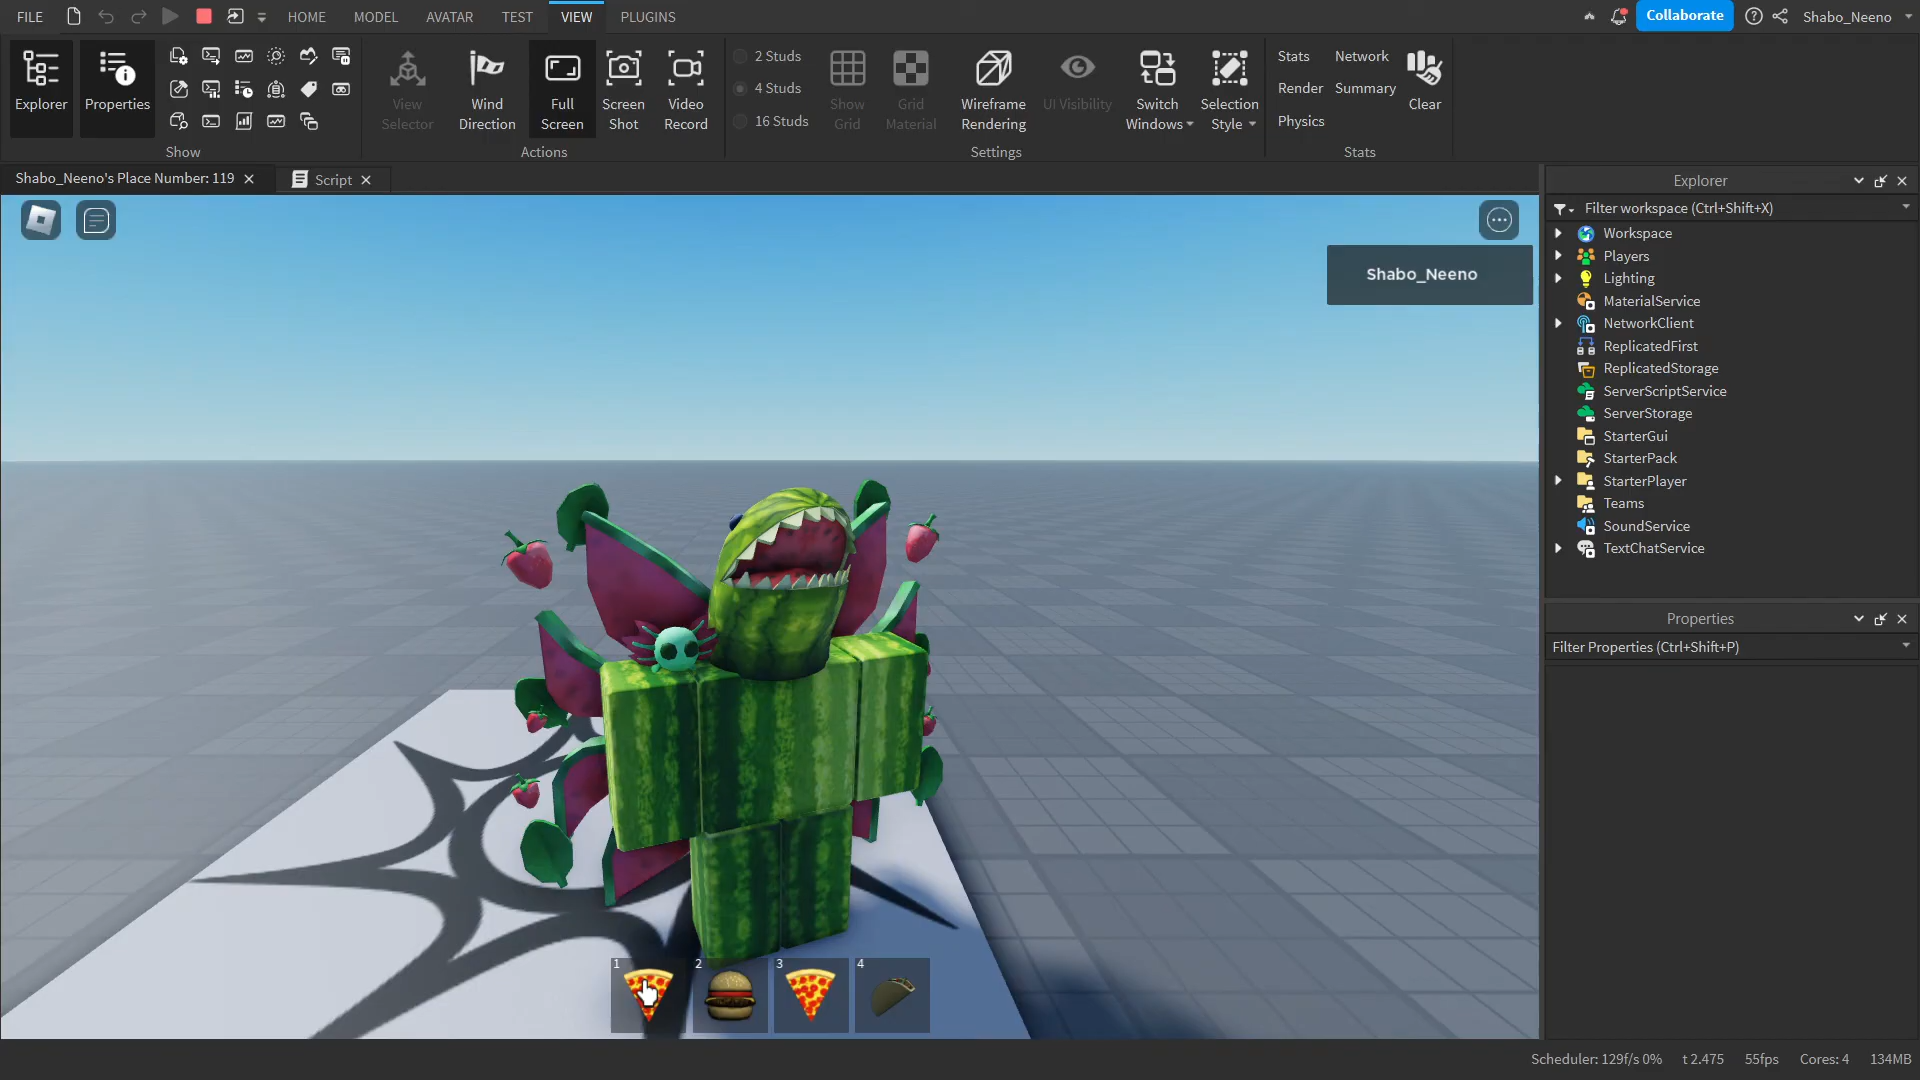 FILE HOME MODEL AVATAR TEST VIEW PLUGINS Collaborate Shabo_Neeno
Explorer
Properties
Show
View
Selector
Wind
Direction
Full
Screen
Screen
Shot
Video
Record
Actions
2 Studs
4 Studs
16 Studs
Show
Grid
Grid
Material
Wireframe
Rendering
UI Visibility
Switch
Windows
Selection
Style
Settings
Stats Network
Render Summary
Physics
Clear
Stats
Shabo_Neeno's Place Number: 119
Script
Shabo_Neeno
1 2 3 4
Explorer
Filter workspace (Ctrl+Shift+X)
Workspace
Players
Lighting
MaterialService
NetworkClient
ReplicatedFirst
ReplicatedStorage
ServerScriptService
ServerStorage
StarterGui
StarterPack
StarterPlayer
Teams
SoundService
TextChatService
Properties
Filter Properties (Ctrl+Shift+P)
Scheduler: 129f/s 0% t 2.475 55fps Cores: 4 134MB